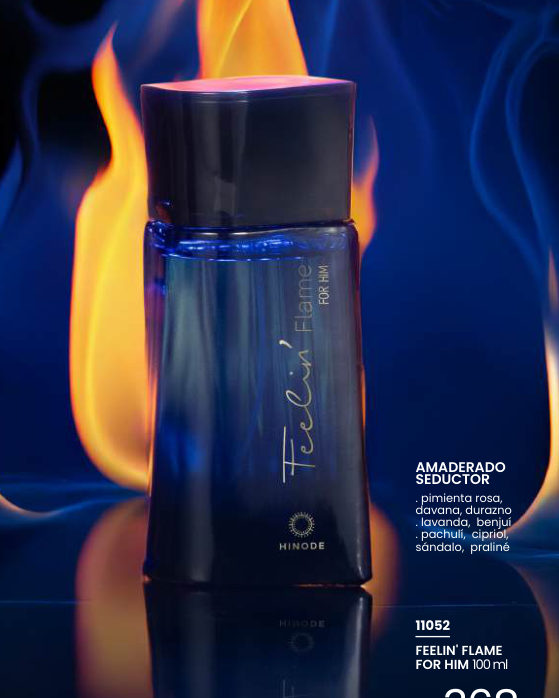 Feelin' Flame
FOR HIM
HINODE
AMADERADO
SEDUCTOR
. pimienta rosa,
davana, durazno
. lavanda, benjuí
. pachulí, cipriol,
sándalo, praliné
HINODE
11052
FEELIN' FLAME
FOR HIM 100 ml